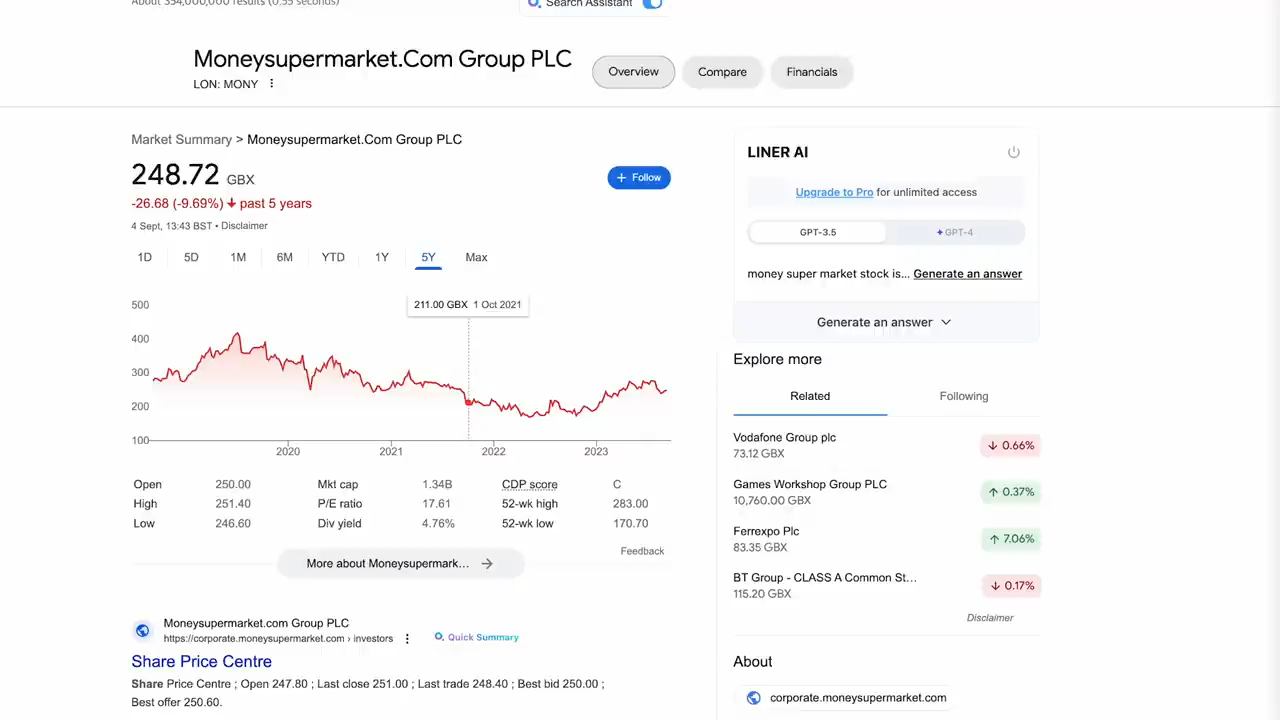 About 354,000,000 results (0.55 seconds)
Search Assistant
Moneysupermarket.Com Group PLC
LON: MONY
Overview
Compare
Financials
Market Summary > Moneysupermarket.Com Group PLC
248.72 GBX
+ Follow
-26.68 (-9.69%) past 5 years
4 Sept, 13:43 BST • Disclaimer
1D 5D 1M 6M YTD 1Y 5Y Max
211.00 GBX 1 Oct 2021
500
400
300
200
100
2020 2021 2022 2023
Open 250.00 Mkt cap 1.34B CDP score C
High 251.40 P/E ratio 17.61 52-wk high 283.00
Low 246.60 Div yield 4.76% 52-wk low 170.70
Feedback
More about Moneysupermark...
Moneysupermarket.com Group PLC
https://corporate.moneysupermarket.com › investors
Quick Summary
Share Price Centre
Share Price Centre ; Open 247.80 ; Last close 251.00 ; Last trade 248.40 ; Best bid 250.00 ;
Best offer 250.60.
LINER AI
Upgrade to Pro for unlimited access
GPT-3.5
GPT-4
money super market stock is... Generate an answer
Generate an answer
Explore more
Related
Following
Vodafone Group plc
73.12 GBX
0.66%
Games Workshop Group PLC
10,760.00 GBX
0.37%
Ferrexpo Plc
83.35 GBX
7.06%
BT Group - CLASS A Common St...
115.20 GBX
0.17%
Disclaimer
About
corporate.moneysupermarket.com